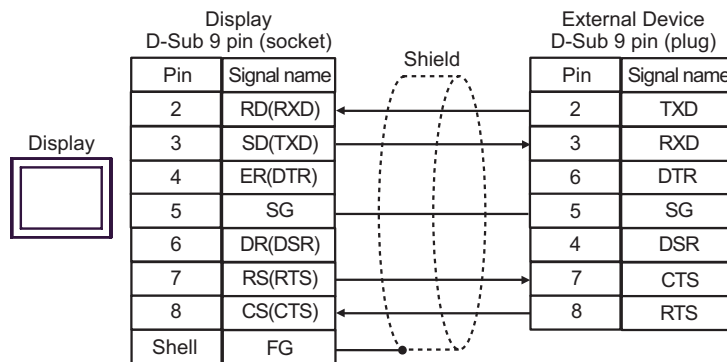 Display
D-Sub 9 pin (socket)
External Device
D-Sub 9 pin (plug)
Shield
Display
Pin Signal name
2 RD(RXD)
3 SD(TXD)
4 ER(DTR)
5 SG
6 DR(DSR)
7 RS(RTS)
8 CS(CTS)
Shell FG
Pin Signal name
2 TXD
3 RXD
6 DTR
5 SG
4 DSR
7 CTS
8 RTS